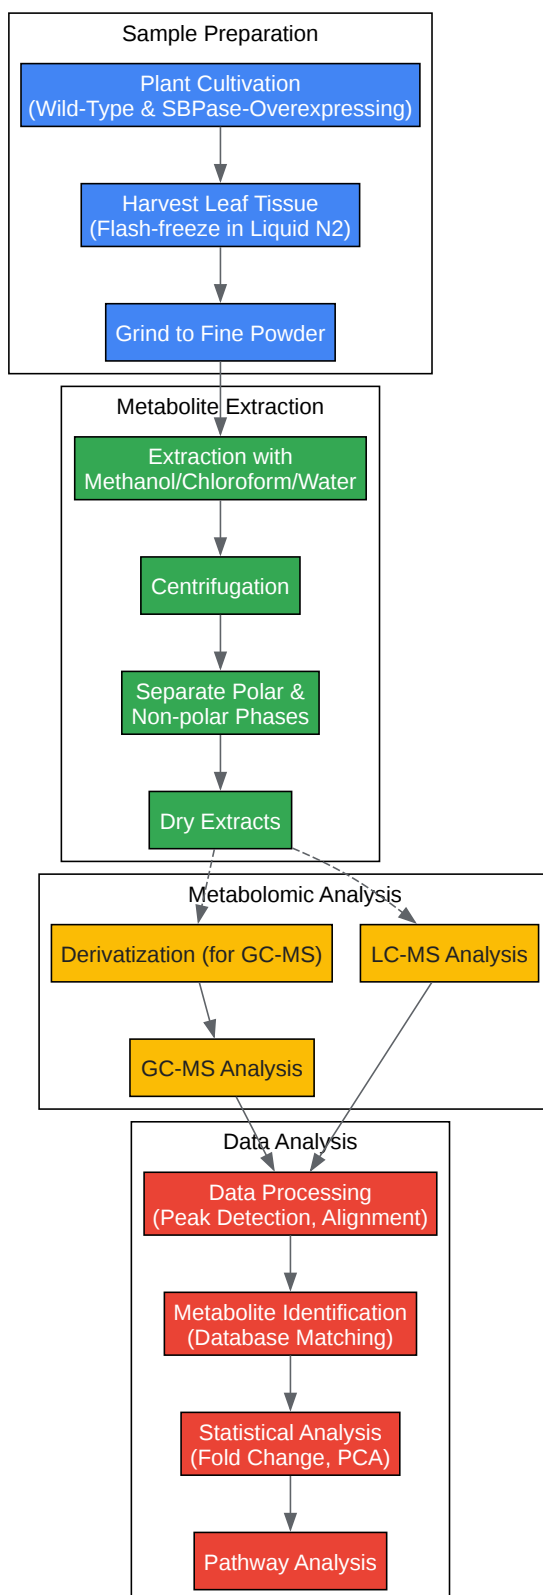 Sample Preparation
Plant Cultivation
(Wild-Type & SBPase-Overexpressing)
Harvest Leaf Tissue
(Flash-freeze in Liquid N2)
Grind to Fine Powder
Metabolite Extraction
Extraction with
Methanol/Chloroform/Water
Centrifugation
Separate Polar &
Non-polar Phases
Dry Extracts
Metabolomic Analysis
Derivatization (for GC-MS)
LC-MS Analysis
GC-MS Analysis
Data Analysis
Data Processing
(Peak Detection, Alignment)
Metabolite Identification
(Database Matching)
Statistical Analysis
(Fold Change, PCA)
Pathway Analysis